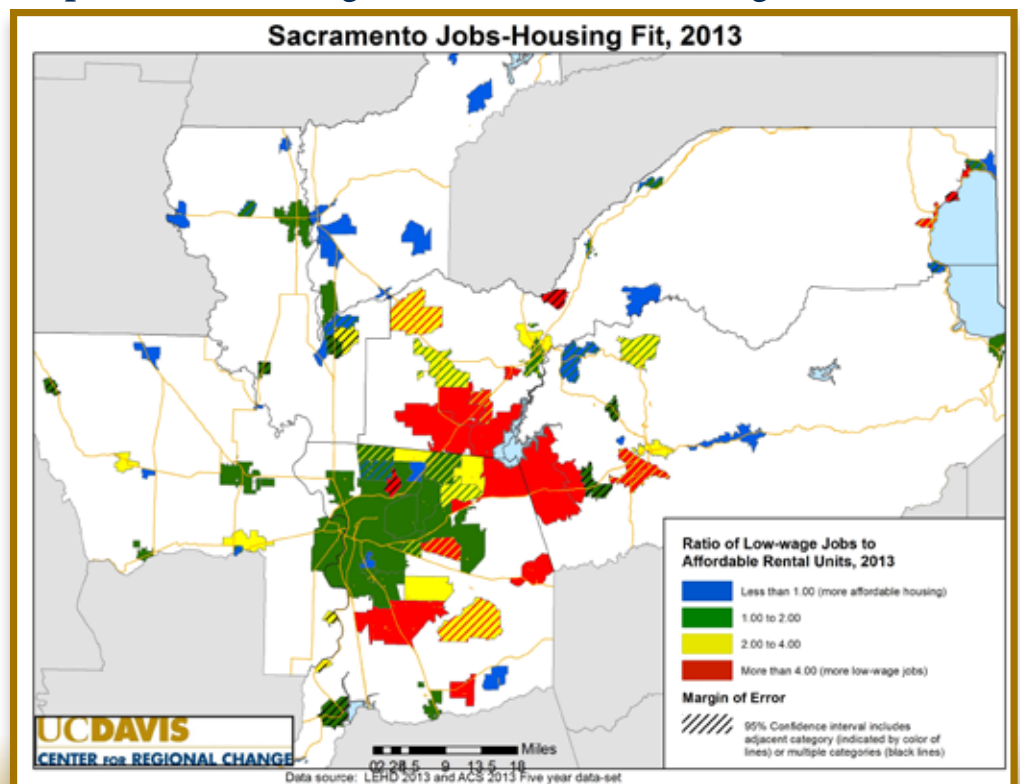 Sacramento Jobs-Housing Fit, 2013
Ratio of Low-wage Jobs to
Affordable Rental Units, 2013
Less than 1.00 (more affordable housing)
1.00 to 2.00
2.00 to 4.00
More than 4.00 (more low-wage jobs)
Margin of Error
95% Confidence interval includes
adjacent category (indicated by color of
lines) or multiple categories (black lines)
UCDAVIS
CENTER FOR REGIONAL CHANGE
Miles
9 13.5 18
Data source: LEHD 2013 and ACS 2013 Five year data-set